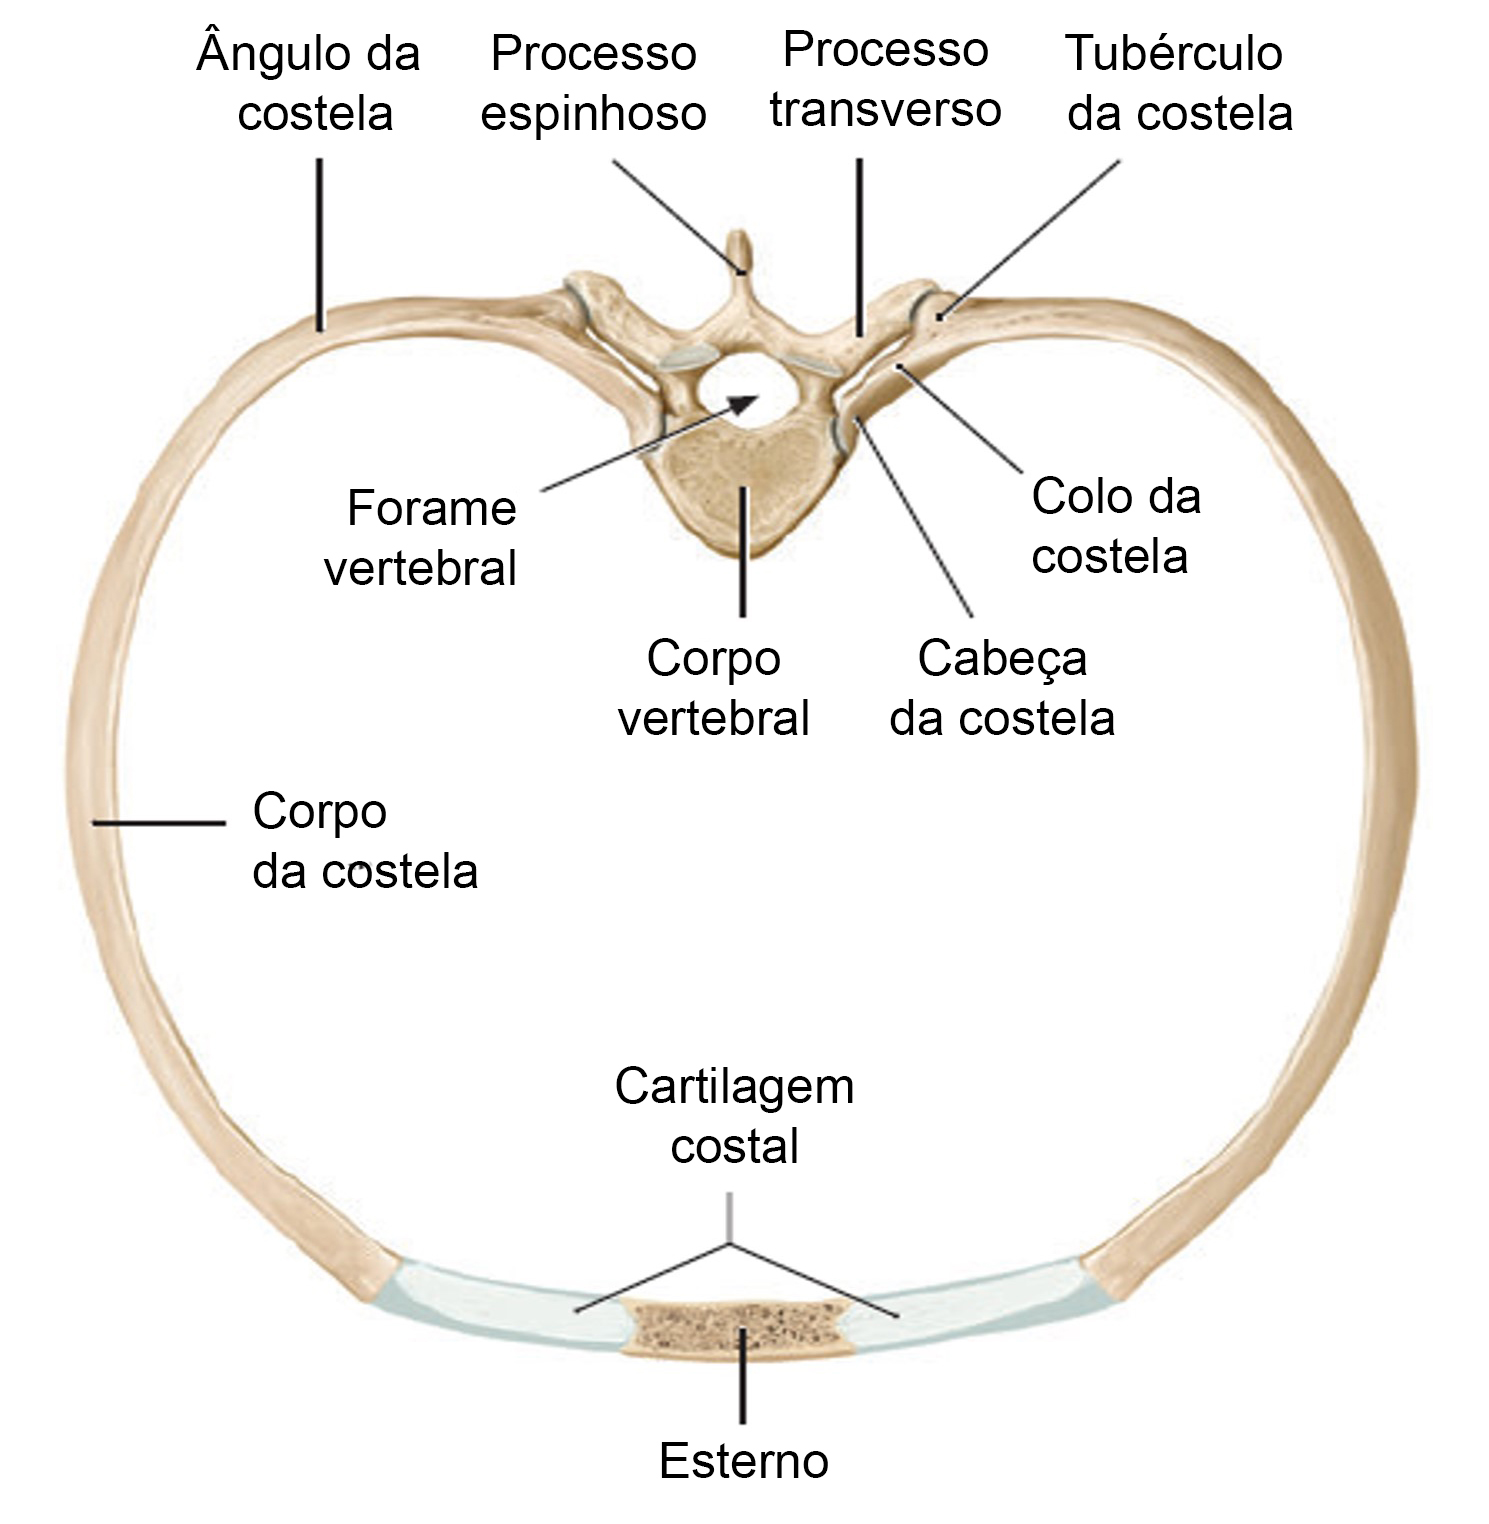 Ângulo da
costela
Processo
espinhoso
Processo
transverso
Tubérculo
da costela
Forame
vertebral
Colo da
costela
Corpo
vertebral
Cabeça
da costela
Corpo
da costela
Cartilagem
costal
Esterno